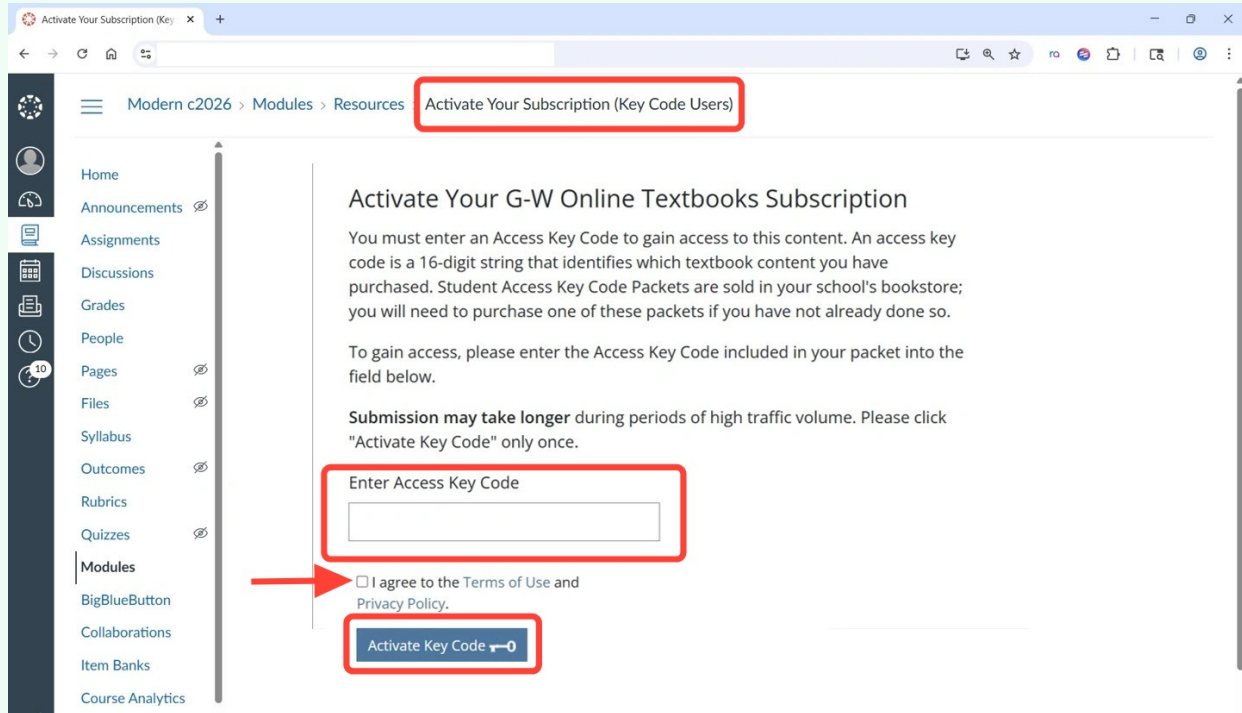 Activate Your Subscription (Key
Modern c2026 > Modules > Resources > Activate Your Subscription (Key Code Users)
10
Home
Announcements
Assignments
Discussions
Grades
People
Pages
Files
Syllabus
Outcomes
Rubrics
Quizzes
Modules
BigBlueButton
Collaborations
Item Banks
Course Analytics
Activate Your G-W Online Textbooks Subscription
You must enter an Access Key Code to gain access to this content. An access key
code is a 16-digit string that identifies which textbook content you have
purchased. Student Access Key Code Packets are sold in your school's bookstore;
you will need to purchase one of these packets if you have not already done so.
To gain access, please enter the Access Key Code included in your packet into the
field below.
Submission may take longer during periods of high traffic volume. Please click
"Activate Key Code" only once.
Enter Access Key Code
I agree to the Terms of Use and
Privacy Policy.
Activate Key Code